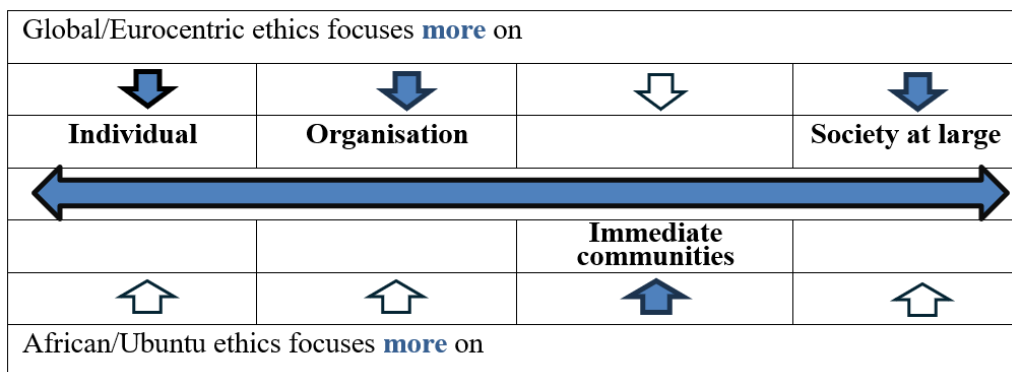 Global/Eurocentric ethics focuses more on
Individual
Organisation
Society at large
Immediate
communities
African/Ubuntu ethics focuses more on